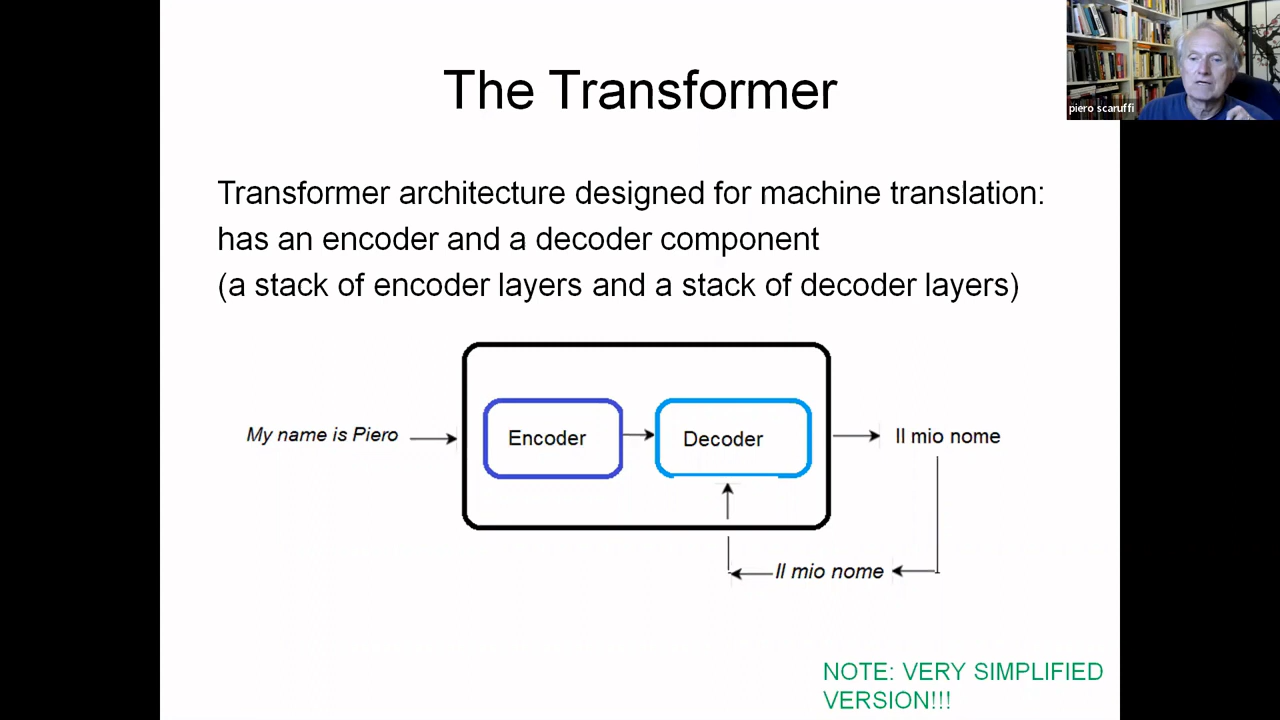 The Transformer
piero scaruffi
Transformer architecture designed for machine translation:
has an encoder and a decoder component
(a stack of encoder layers and a stack of decoder layers)
My name is Piero
Encoder
Decoder
Il mio nome
Il mio nome
NOTE: VERY SIMPLIFIED
VERSION!!!